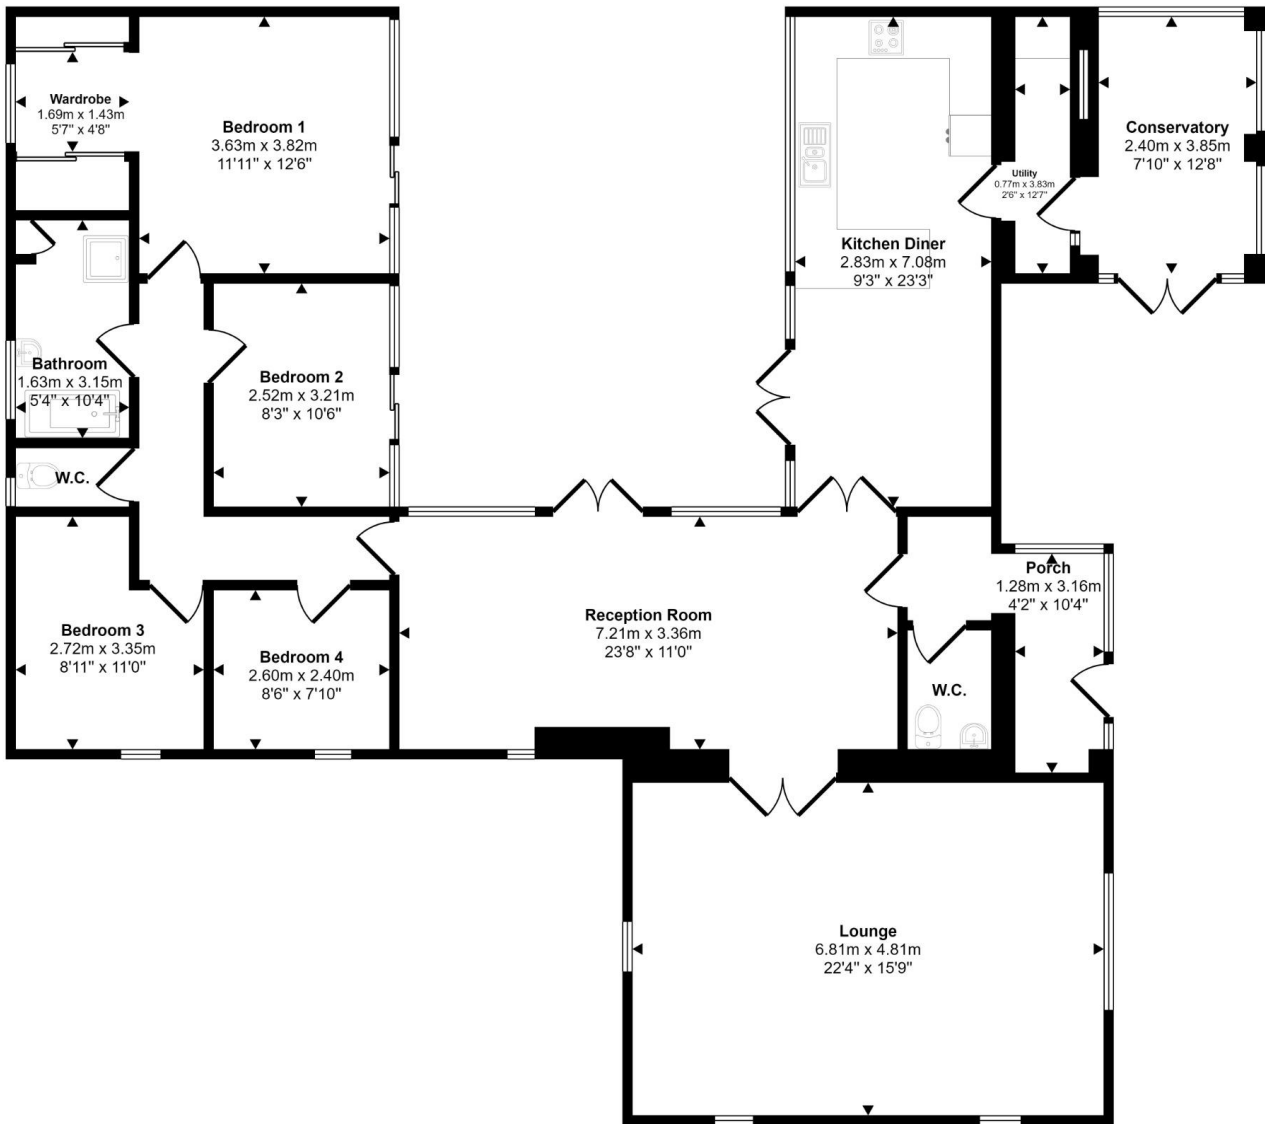 Wardrobe
1.69m x 1.43m
5'7" x 4'8"
Bedroom 1
3.63m x 3.82m
11'11" x 12'6"
Conservatory
2.40m x 3.85m
7'10" x 12'8"
Utility
0.77m x 3.83m
2'6" x 12'7"
Kitchen Diner
2.83m x 7.08m
9'3" x 23'3"
Bathroom
1.63m x 3.15m
5'4" x 10'4"
Bedroom 2
2.52m x 3.21m
8'3" x 10'6"
W.C.
Porch
1.28m x 3.16m
4'2" x 10'4"
Reception Room
7.21m x 3.36m
23'8" x 11'0"
Bedroom 3
2.72m x 3.35m
8'11" x 11'0"
Bedroom 4
2.60m x 2.40m
8'6" x 7'10"
W.C.
Lounge
6.81m x 4.81m
22'4" x 15'9"